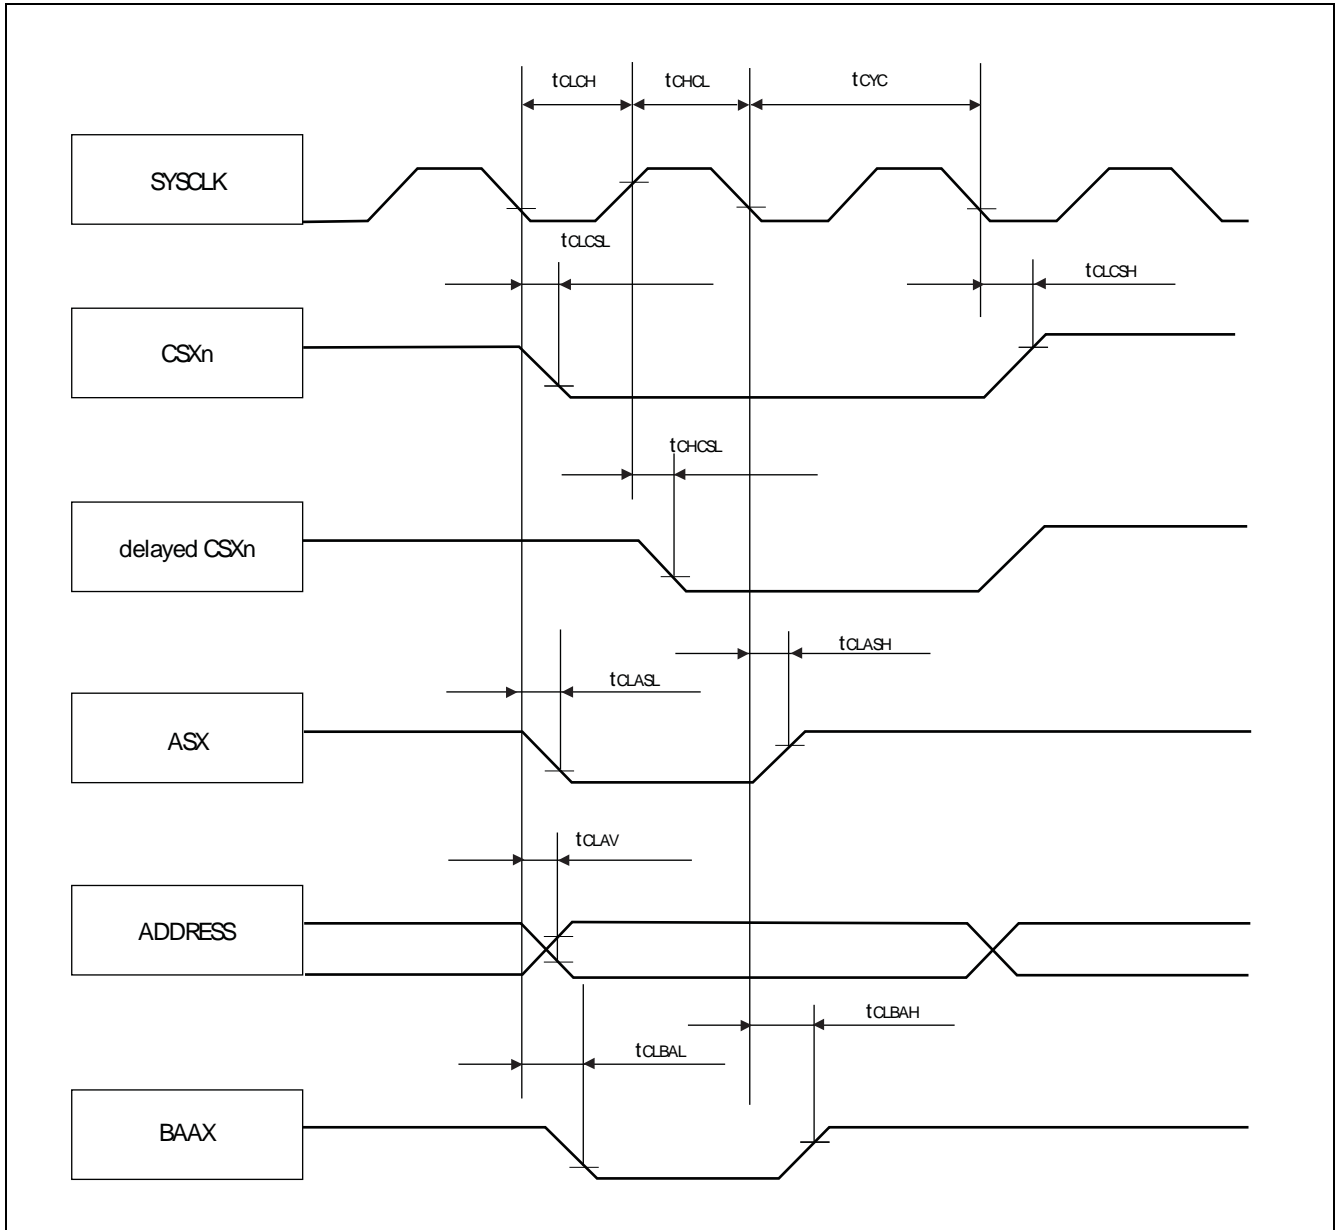 tCLCH tCHCL tCYC
SYSCLK
tCLCSL
tCLCSH
CSXn
tCHCSL
delayed CSXn
tCLASH
tCLASL
ASX
tCLAV
ADDRESS
tCLBAH
tCLBAL
BAAX